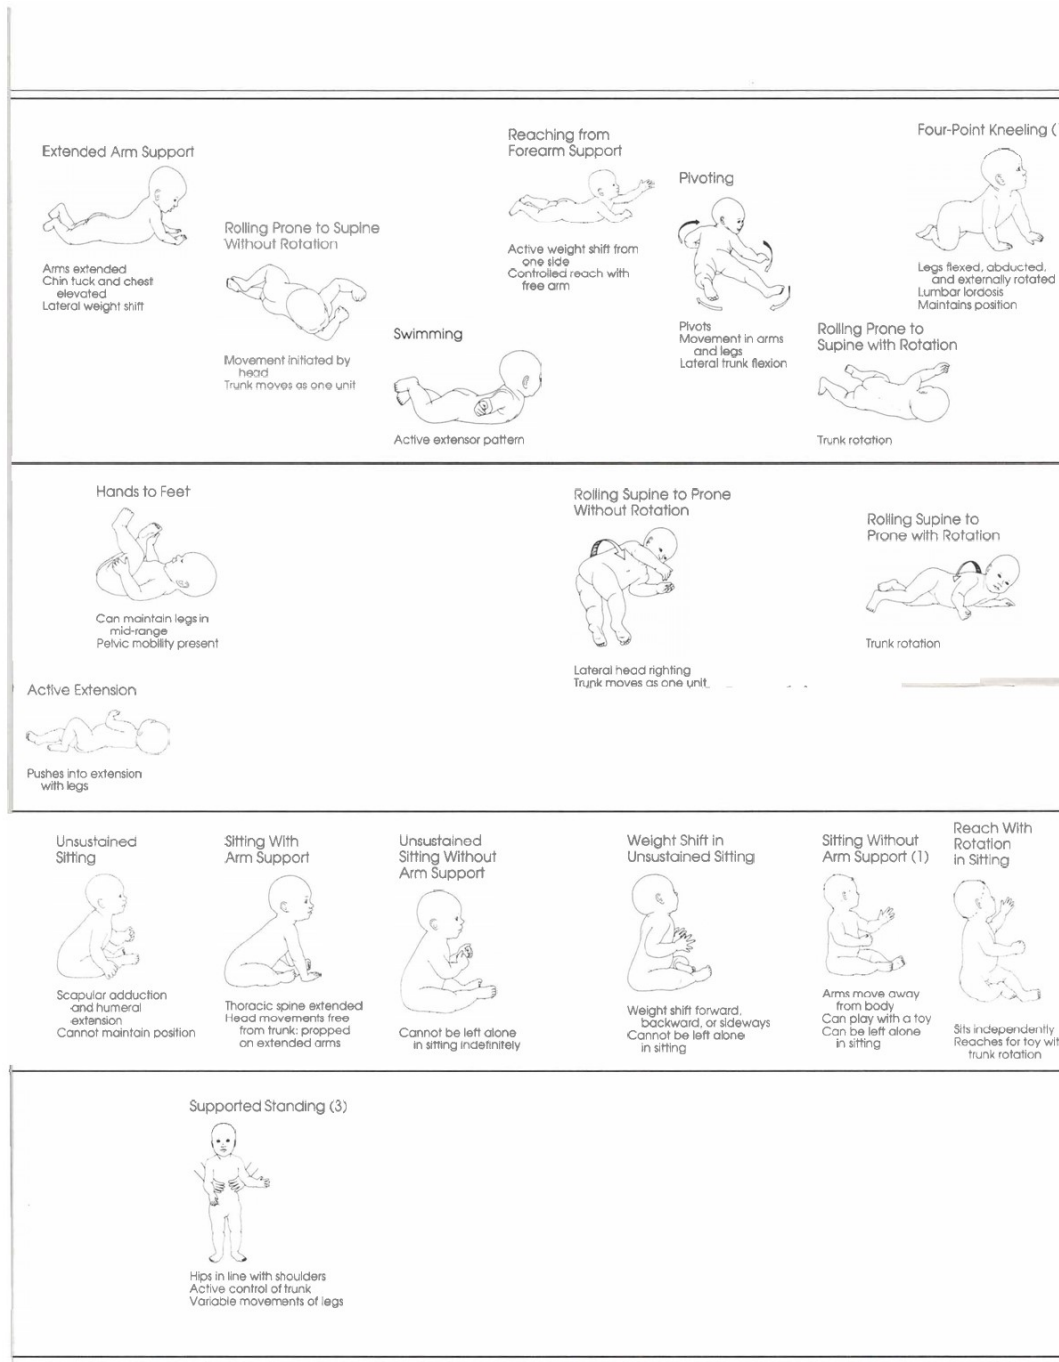 Extended Arm Support
Arms extended
Chin tuck and chest
elevated
Lateral weight shift
Rolling Prone to Supine
Without Rotation
Movement initiated by
head
Trunk moves as one unit
Swimming
Active extensor pattern
Reaching from
Forearm Support
Active weight shift from
one side
Controlled reach with
free arm
Pivoting
Pivots
Movement in arms
and legs
Lateral trunk flexion
Four-Point Kneeling (
Legs flexed, abducted,
and externally rotated
Lumbar lordosis
Maintains position
Rolling Prone to
Supine with Rotation
Trunk rotation
Hands to Feet
Can maintain legs in
mid-range
Pelvic mobility present
Rolling Supine to Prone
Without Rotation
Lateral head righting
Trunk moves as one unit
Rolling Supine to
Prone with Rotation
Trunk rotation
Active Extension
Pushes into extension
with legs
Unsustained
Sitting
Scapular adduction
and humeral
extension
Cannot maintain position
Sitting With
Arm Support
Thoracic spine extended
Head movements free
from trunk: propped
on extended arms
Unsustained
Sitting Without
Arm Support
Cannot be left alone
in sitting indefinitely
Weight Shift in
Unsustained Sitting
Weight shift forward,
backward, or sideways
Cannot be left alone
in sitting
Sitting Without
Arm Support (1)
Arms move away
from body
Can play with a toy
Can be left alone
in sitting
Reach With
Rotation
in Sitting
Sits independently
Reaches for toy wit
trunk rotation
Supported Standing (3)
Hips in line with shoulders
Active control of trunk
Variable movements of legs